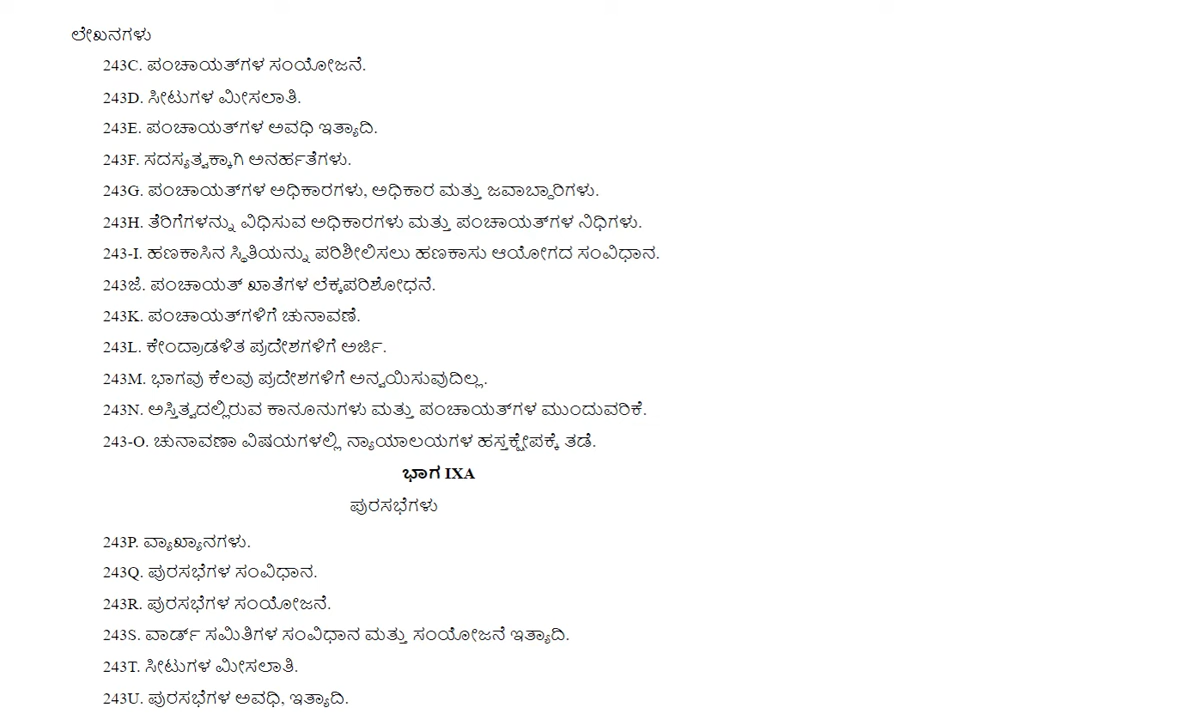 ಲೇಖನಗಳು
243C. ಪಂಚಾಯತ್‌ಗಳ ಸಂಯೋಜನೆ.
243D. ಸೀಟುಗಳ ಮೀಸಲಾತಿ.
243E. ಪಂಚಾಯತ್‌ಗಳ ಅವಧಿ ಇತ್ಯಾದಿ.
243F. ಸದಸ್ಯತ್ವಕ್ಕಾಗಿ ಅನರ್ಹತೆಗಳು.
243G. ಪಂಚಾಯತ್‌ಗಳ ಅಧಿಕಾರಗಳು, ಅಧಿಕಾರ ಮತ್ತು ಜವಾಬ್ದಾರಿಗಳು.
243H. ತೆರಿಗೆಗಳನ್ನು ವಿಧಿಸುವ ಅಧಿಕಾರಗಳು ಮತ್ತು ಪಂಚಾಯತ್‌ಗಳ ನಿಧಿಗಳು.
243-I. ಹಣಕಾಸಿನ ಸ್ಥಿತಿಯನ್ನು ಪರಿಶೀಲಿಸಲು ಹಣಕಾಸು ಆಯೋಗದ ಸಂವಿಧಾನ.
243ಜೆ. ಪಂಚಾಯತ್ ಖಾತೆಗಳ ಲೆಕ್ಕಪರಿಶೋಧನೆ.
243K. ಪಂಚಾಯತ್‌ಗಳಿಗೆ ಚುನಾವಣೆ.
243L. ಕೇಂದ್ರಾಡಳಿತ ಪ್ರದೇಶಗಳಿಗೆ ಅರ್ಜಿ.
243M. ಭಾಗವು ಕೆಲವು ಪ್ರದೇಶಗಳಿಗೆ ಅನ್ವಯಿಸುವುದಿಲ್ಲ.
243N. ಅಸ್ತಿತ್ವದಲ್ಲಿರುವ ಕಾನೂನುಗಳು ಮತ್ತು ಪಂಚಾಯತ್‌ಗಳ ಮುಂದುವರಿಕೆ.
243-O. ಚುನಾವಣಾ ವಿಷಯಗಳಲ್ಲಿ ನ್ಯಾಯಾಲಯಗಳ ಹಸ್ತಕ್ಷೇಪಕ್ಕೆ ತಡೆ.
ಭಾಗ IXA
ಪುರಸಭೆಗಳು
243P. ವ್ಯಾಖ್ಯಾನಗಳು.
243Q. ಪುರಸಭೆಗಳ ಸಂವಿಧಾನ.
243R. ಪುರಸಭೆಗಳ ಸಂಯೋಜನೆ.
243S. ವಾರ್ಡ್ ಸಮಿತಿಗಳ ಸಂವಿಧಾನ ಮತ್ತು ಸಂಯೋಜನೆ ಇತ್ಯಾದಿ.
243T. ಸೀಟುಗಳ ಮೀಸಲಾತಿ.
243U. ಪುರಸಭೆಗಳ ಅವಧಿ, ಇತ್ಯಾದಿ.